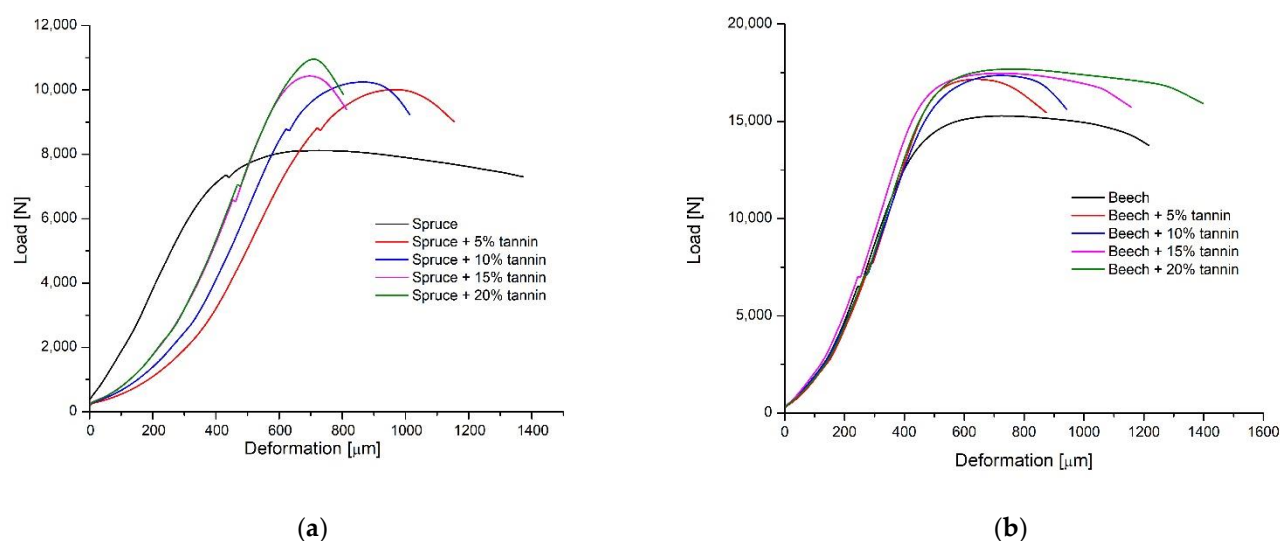 12,000
10,000
8,000
6,000
4,000
2,000
0
Load [N]
0 200 400 600 800 1000 1200 1400
Deformation [μm]
Spruce
Spruce + 5% tannin
Spruce + 10% tannin
Spruce + 15% tannin
Spruce + 20% tannin
(a)
20,000
15,000
10,000
5,000
0
Load [N]
0 200 400 600 800 1000 1200 1400 1600
Deformation [μm]
Beech
Beech + 5% tannin
Beech + 10% tannin
Beech + 15% tannin
Beech + 20% tannin
(b)